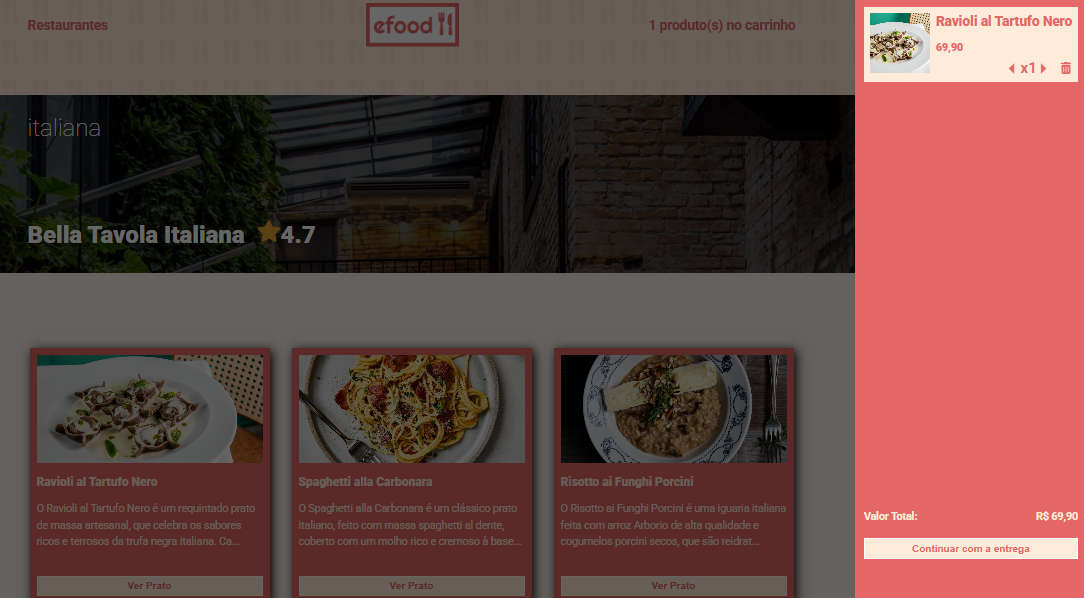 Restaurantes
efood
1 produto(s) no carrinho
italiana
Bella Tavola Italiana 4.7
Ravioli al Tartufo Nero
O Ravioli al Tartufo Nero é um requintado prato
de massa artesanal, que celebra os sabores
ricos e terrosos da trufa negra italiana. Ca...
Ver Prato
Spaghetti alla Carbonara
O Spaghetti alla Carbonara é um clássico prato
italiano, feito com massa spaghetti al dente,
coberto com um molho rico e cremoso à base...
Ver Prato
Risotto ai Funghi Porcini
O Risotto ai Funghi Porcini é uma iguaria italiana
feita com arroz Arborio de alta qualidade e
cogumelos porcini secos, que são reidrat...
Ver Prato
Ravioli al Tartufo Nero
69,90
x1
Valor Total: R$ 69,90
Continuar com a entrega